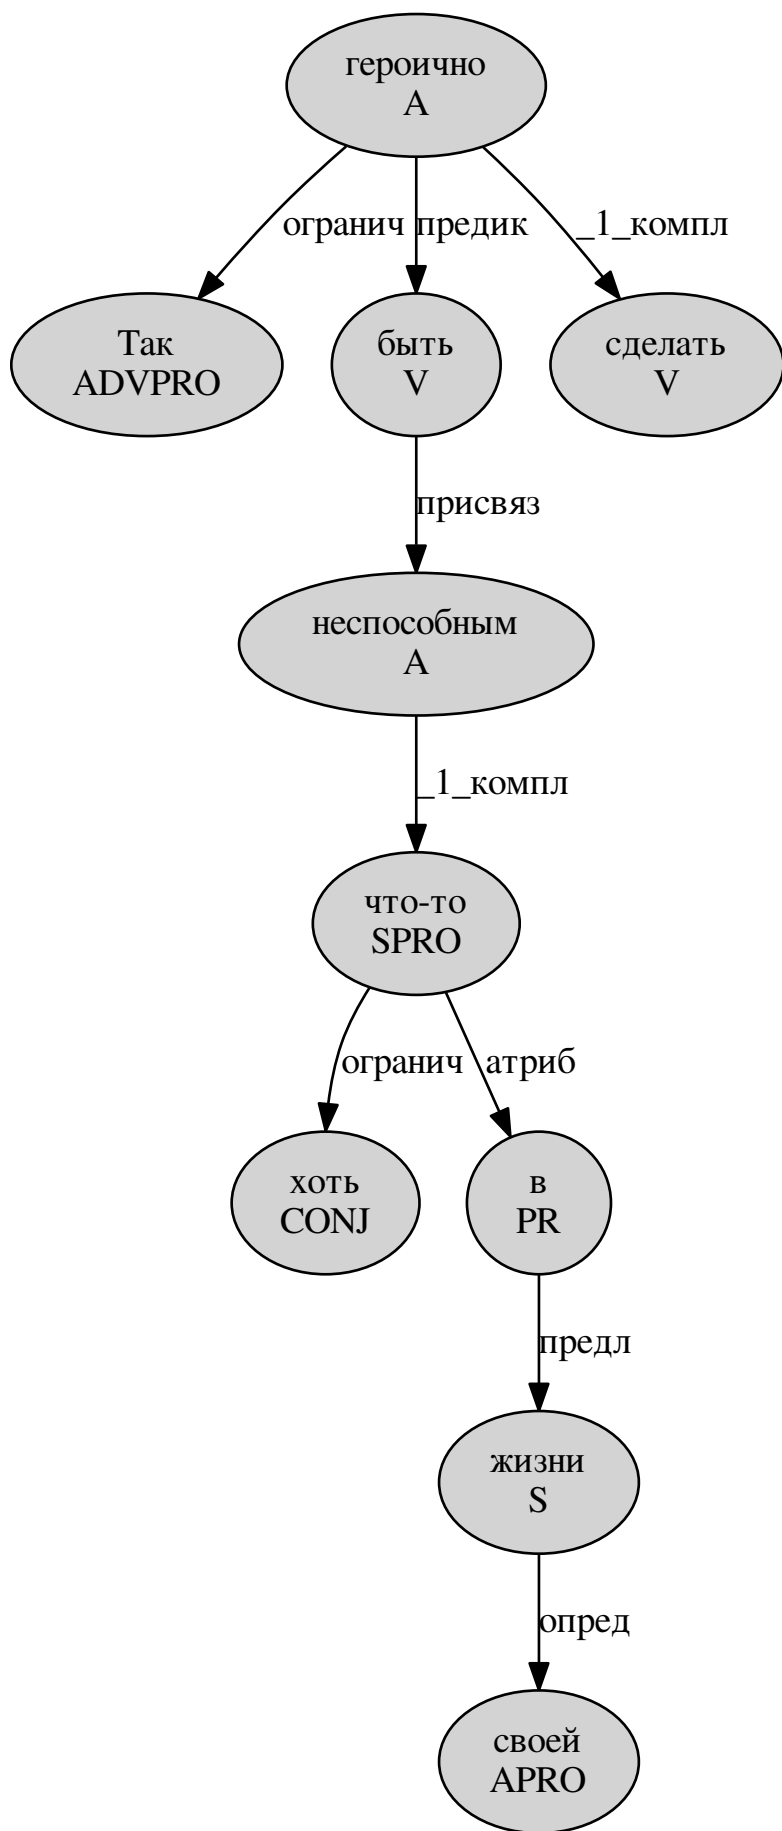 героично
A
огранич
предик
_1_компл
Так
ADVPRO
быть
V
сделать
V
присвяз
неспособным
A
_1_компл
что-то
SPRO
огранич
атриб
хоть
CONJ
в
PR
предл
жизни
S
опред
своей
APRO